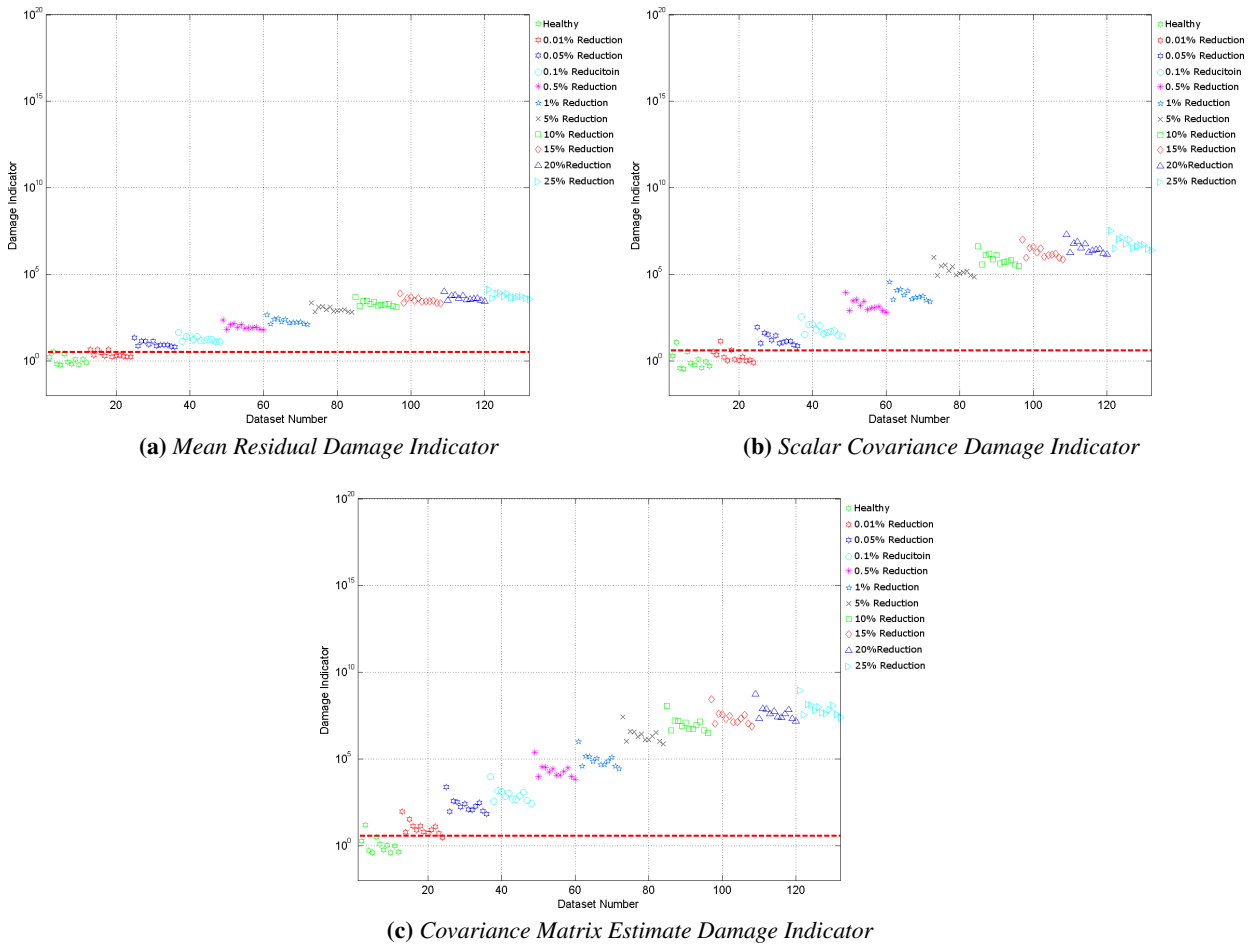 10^20
10^15
10^10
10^5
10^0
Damage Indicator
20 40 60 80 100 120
Dataset Number
Healthy
0.01% Reduction
0.05% Reduction
0.1% Reducitoin
0.5% Reduction
1% Reduction
5% Reduction
10% Reduction
15% Reduction
20%Reduction
25% Reduction
(a) Mean Residual Damage Indicator
10^20
10^15
10^10
10^5
10^0
Damage Indicator
20 40 60 80 100 120
Dataset Number
Healthy
0.01% Reduction
0.05% Reduction
0.1% Reducitoin
0.5% Reduction
1% Reduction
5% Reduction
10% Reduction
15% Reduction
20%Reduction
25% Reduction
(b) Scalar Covariance Damage Indicator
10^20
10^15
10^10
10^5
10^0
Damage Indicator
20 40 60 80 100 120
Dataset Number
Healthy
0.01% Reduction
0.05% Reduction
0.1% Reducitoin
0.5% Reduction
1% Reduction
5% Reduction
10% Reduction
15% Reduction
20%Reduction
25% Reduction
(c) Covariance Matrix Estimate Damage Indicator